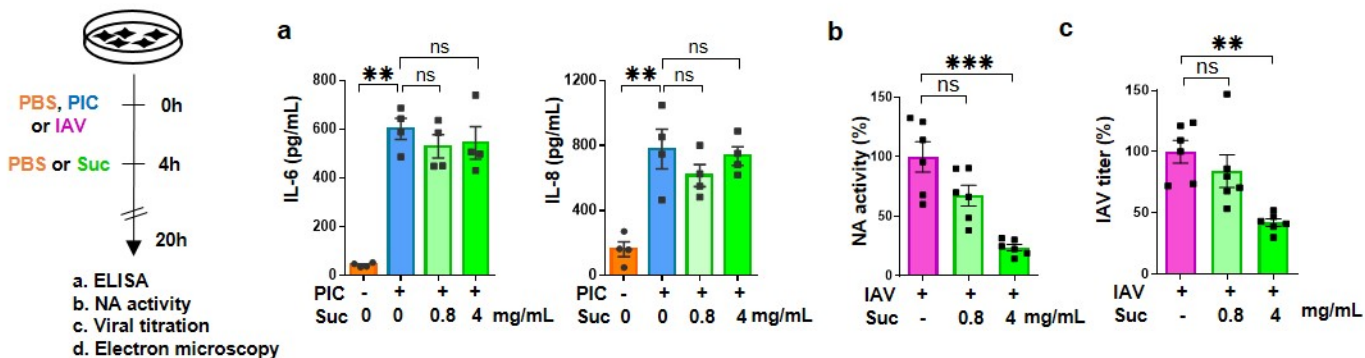 PBS, PIC
or IAV
0h
PBS or Suc
4h
20h
a. ELISA
b. NA activity
c. Viral titration
d. Electron microscopy
a
IL-6 (pg/mL)
800
600
400
200
0
** ns
ns
PIC - + + +
Suc 0 0 0.8 4 mg/mL
IL-8 (pg/mL)
1200
800
400
0
** ns
ns
PIC - + + +
Suc 0 0 0.8 4 mg/mL
b
NA activity (%)
150
100
50
0
***
ns
IAV + + +
Suc - 0.8 4 mg/mL
c
IAV titer (%)
150
100
50
0
**
ns
IAV + + +
Suc - 0.8 4 mg/mL